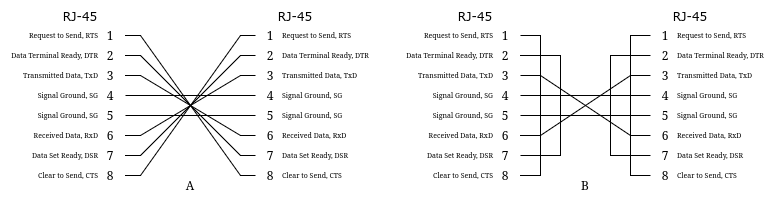 RJ-45 RJ-45 RJ-45 RJ-45
Request to Send, RTS 1 1 Request to Send, RTS Request to Send, RTS 1 1 Request to Send, RTS
Data Terminal Ready, DTR 2 2 Data Terminal Ready, DTR Data Terminal Ready, DTR 2 2 Data Terminal Ready, DTR
Transmitted Data, TxD 3 3 Transmitted Data, TxD Transmitted Data, TxD 3 3 Transmitted Data, TxD
Signal Ground, SG 4 4 Signal Ground, SG Signal Ground, SG 4 4 Signal Ground, SG
Signal Ground, SG 5 5 Signal Ground, SG Signal Ground, SG 5 5 Signal Ground, SG
Received Data, RxD 6 6 Received Data, RxD Received Data, RxD 6 6 Received Data, RxD
Data Set Ready, DSR 7 7 Data Set Ready, DSR Data Set Ready, DSR 7 7 Data Set Ready, DSR
Clear to Send, CTS 8 8 Clear to Send, CTS Clear to Send, CTS 8 8 Clear to Send, CTS
A B